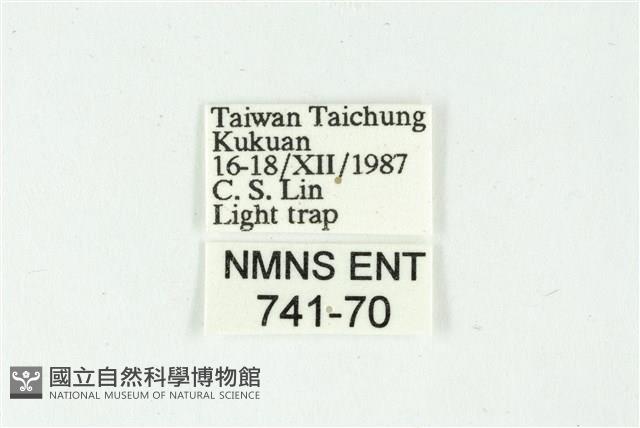 Taiwan Taichung
Kukuan
16-18/XII/1987
C. S. Lin
Light trap
NMNS ENT
741-70
國立自然科學博物館
NATIONAL MUSEUM OF NATURAL SCIENCE